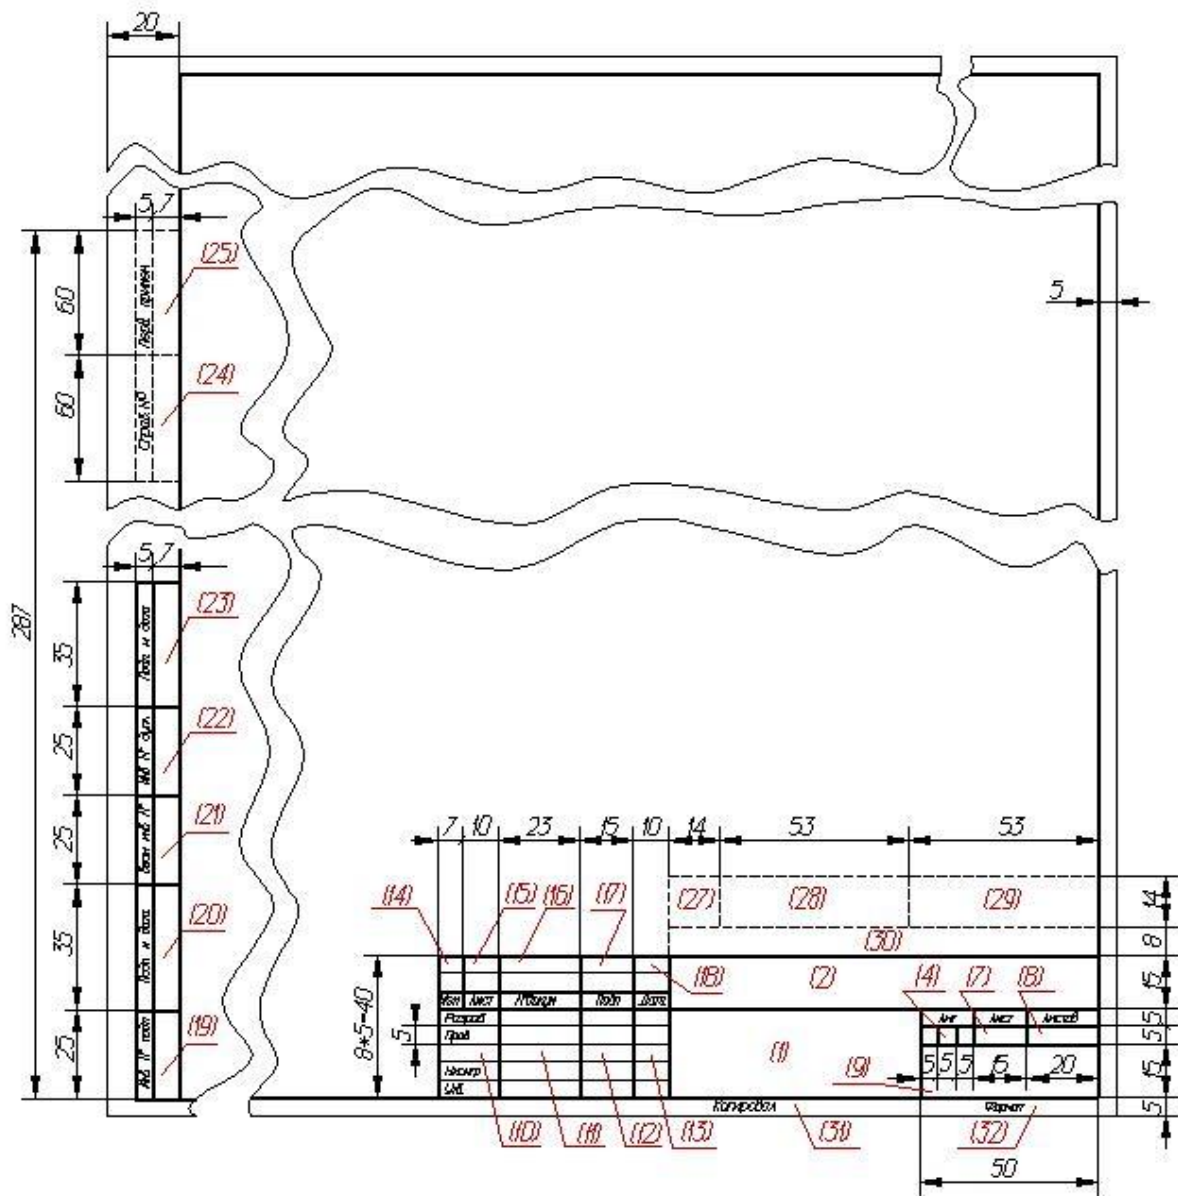 20
5 7
(25)
60
Перв. примен
5
(24)
60
Справ №
5 7
287
(23)
35
Подп и дата
(22)
25
Инв № дубл
(21)
25
Взам инв №
7 10 23 15 10 14 53 53
(14) (15) (16) (17) (27) (28) (29) 14
(20)
35
Подп и дата
(30) 8
(18) (2) (4) (7) (8) 15
Изм Лист № докум Подп Дата
8*5=40
5
Разраб Лит Лист Листов 5
Пров 5
(19)
25
Инв № подл
(1) (9) 5 5 5 15 20 15
Н.контр
Утв.
Копировал Формат 5
(10) (11) (12) (13) (31) (32)
50